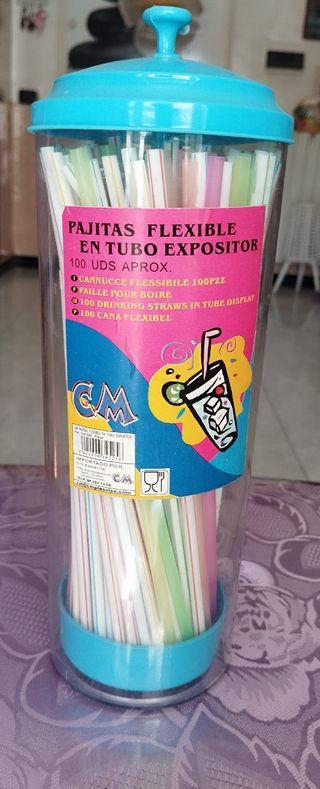 PAJITAS FLEXIBLE
EN TUBO EXPOSITOR
100 UDS APROX.
I CANNUCCE FLESSIBILE 100PZZ
F PAILLE POUR BOIRE
100 DRINKING STRAWS IN TUBE DISPLAY
P 100 CANA FLEXIBEL
CM
IMPORTADO POR:
CM